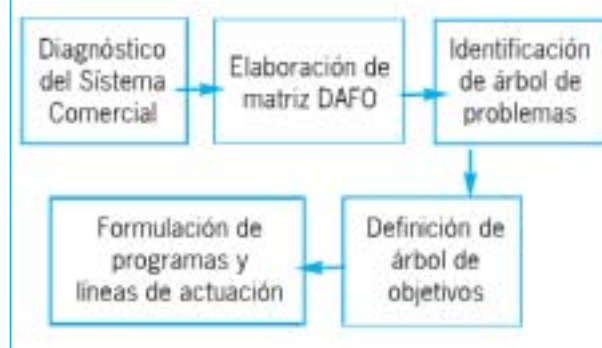 Diagnóstico
del Sistema
Comercial
Elaboración de
matriz DAFO
Identificación
de árbol de
problemas
Definición de
árbol de
objetivos
Formulación de
programas y
líneas de actuación